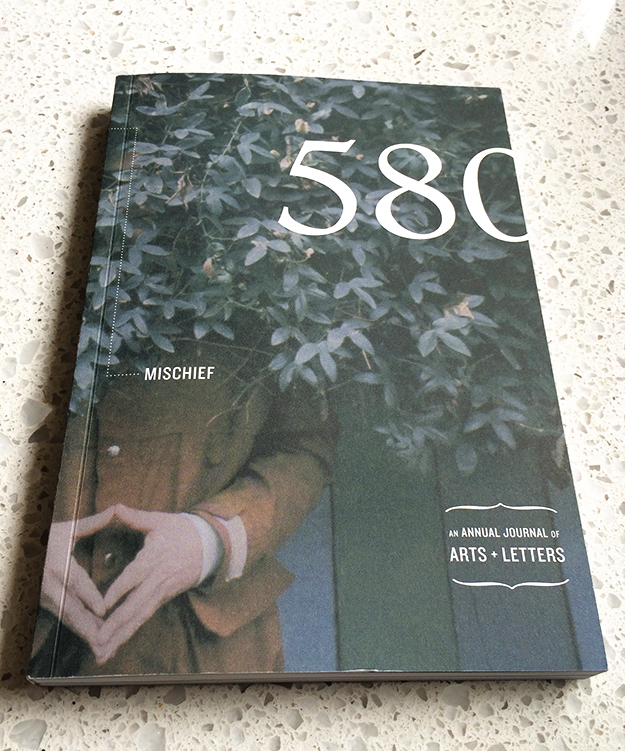 580
MISCHIEF
AN ANNUAL JOURNAL OF
ARTS + LETTERS